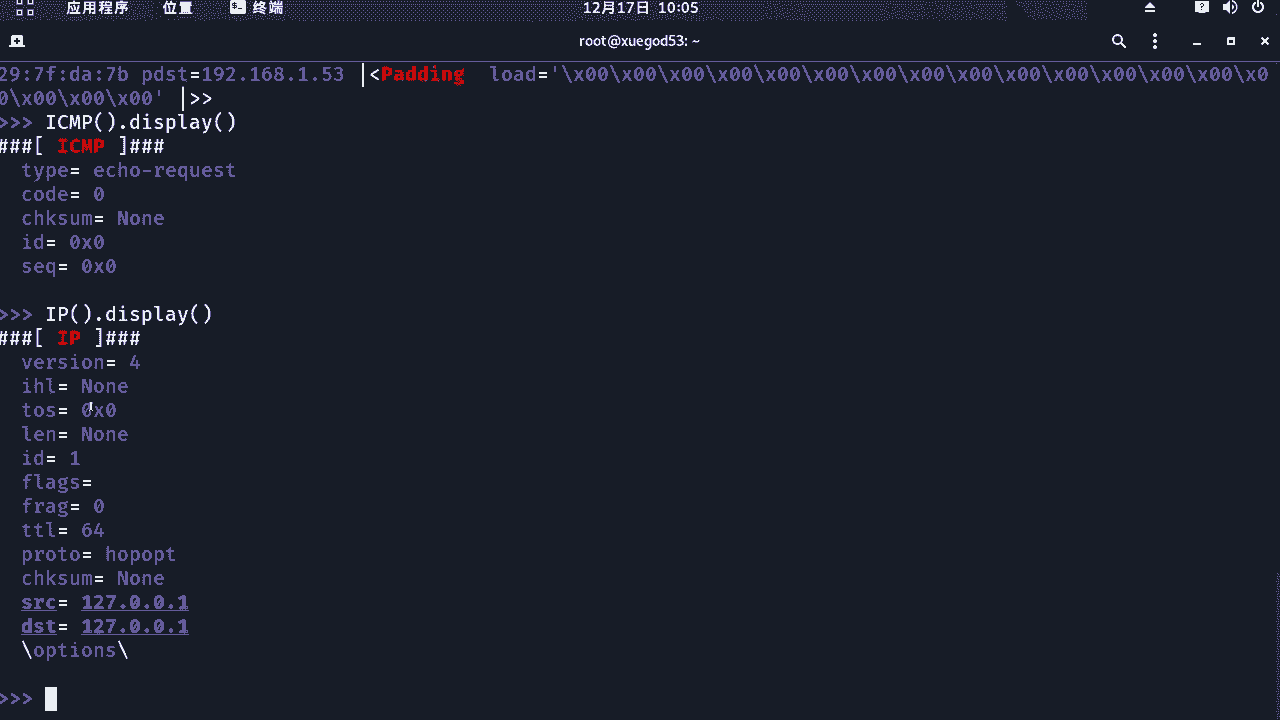 应用程序 位置 终端 12月17日 10:05
root@xuegod53: ~
29:7f:da:7b pdst=192.168.1.53 |<Padding  load='\x00\x00\x00\x00\x00\x00\x00\x00\x00\x00\x00\x00\x00\x00\x0
0\x00\x00\x00' |>>
>>> ICMP().display()
###[ ICMP ]###
  type= echo-request
  code= 0
  chksum= None
  id= 0x0
  seq= 0x0
>>> IP().display()
###[ IP ]###
  version= 4
  ihl= None
  tos= 0x0
  len= None
  id= 1
  flags=
  frag= 0
  ttl= 64
  proto= hopopt
  chksum= None
  src= 127.0.0.1
  dst= 127.0.0.1
  \options\
>>>